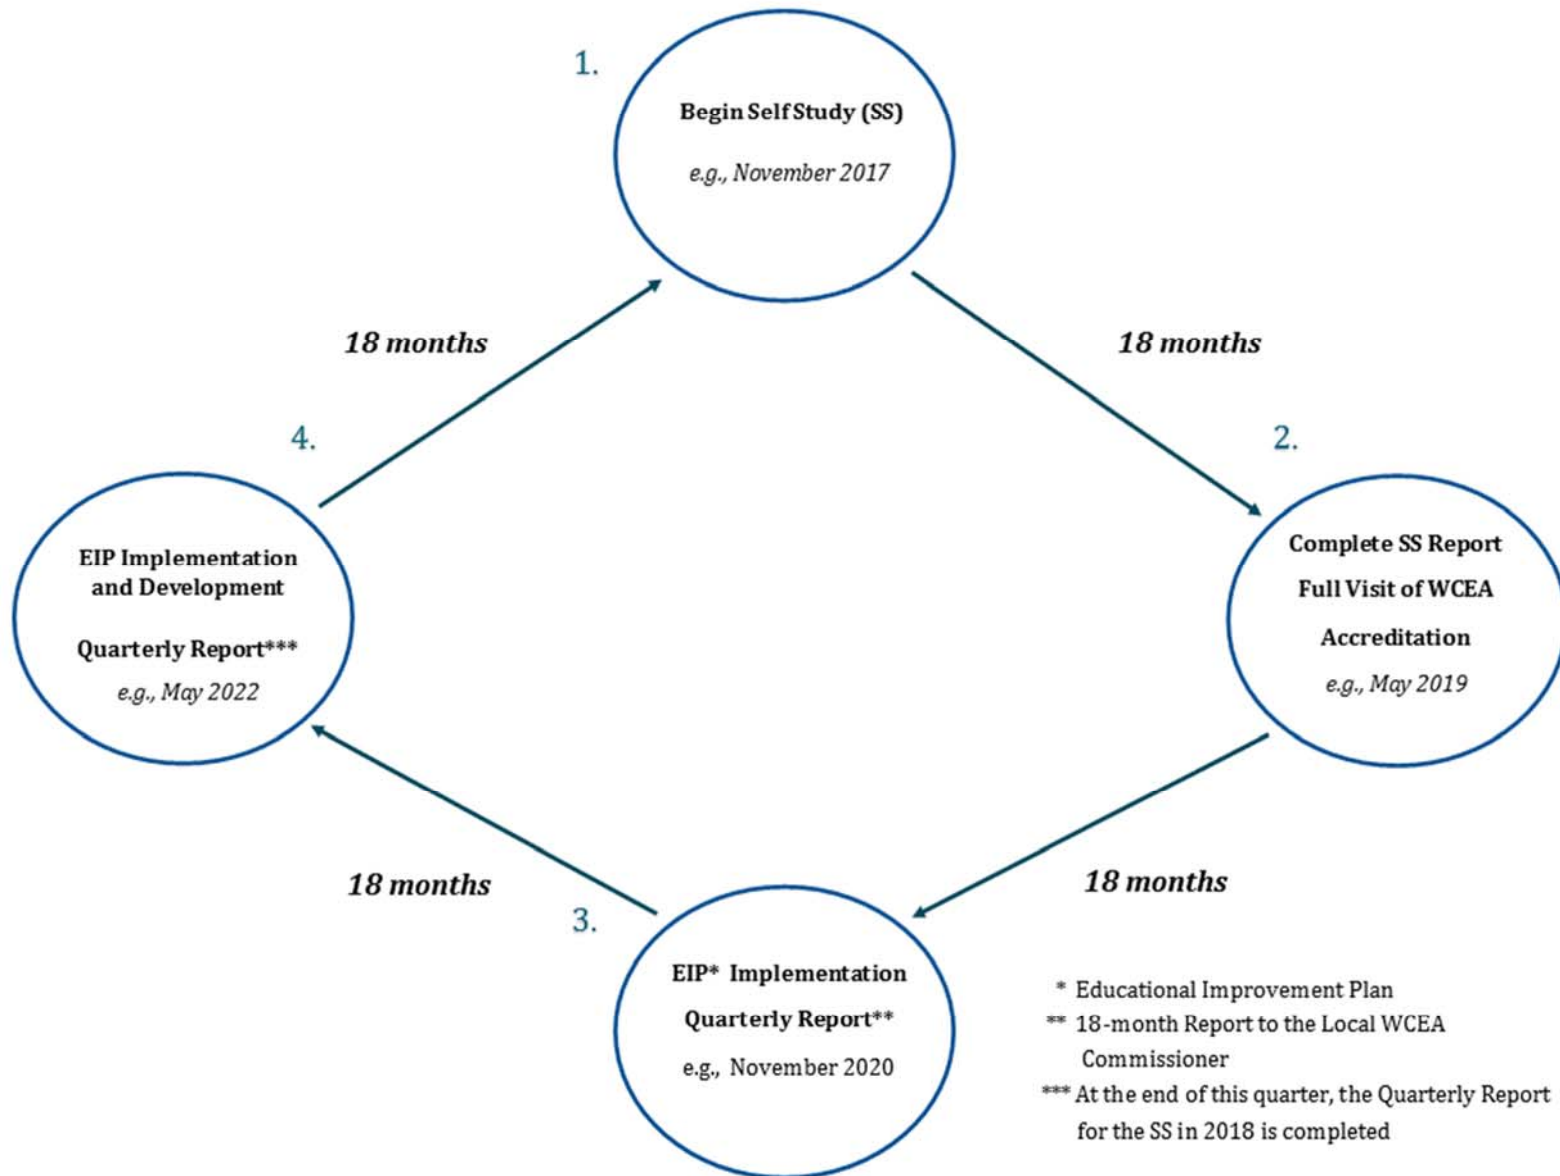 1.
Begin Self Study (SS)
e.g., November 2017
18 months
18 months
4.
2.
EIP Implementation
and Development
Quarterly Report***
e.g., May 2022
Complete SS Report
Full Visit of WCEA
Accreditation
e.g., May 2019
18 months
18 months
3.
EIP* Implementation
Quarterly Report**
e.g., November 2020
* Educational Improvement Plan
** 18-month Report to the Local WCEA
Commissioner
*** At the end of this quarter, the Quarterly Report
for the SS in 2018 is completed